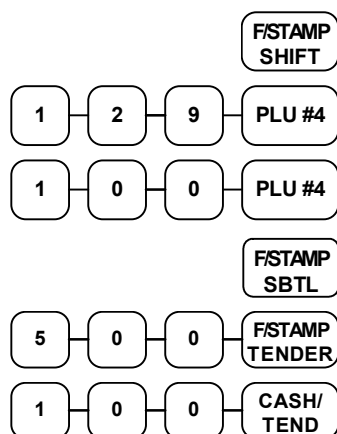 F/STAMP
SHIFT
1 2 9 PLU #4
1 0 0 PLU #4
F/STAMP
SBTL
5 0 0 F/STAMP
TENDER
1 0 0 CASH/
TEND